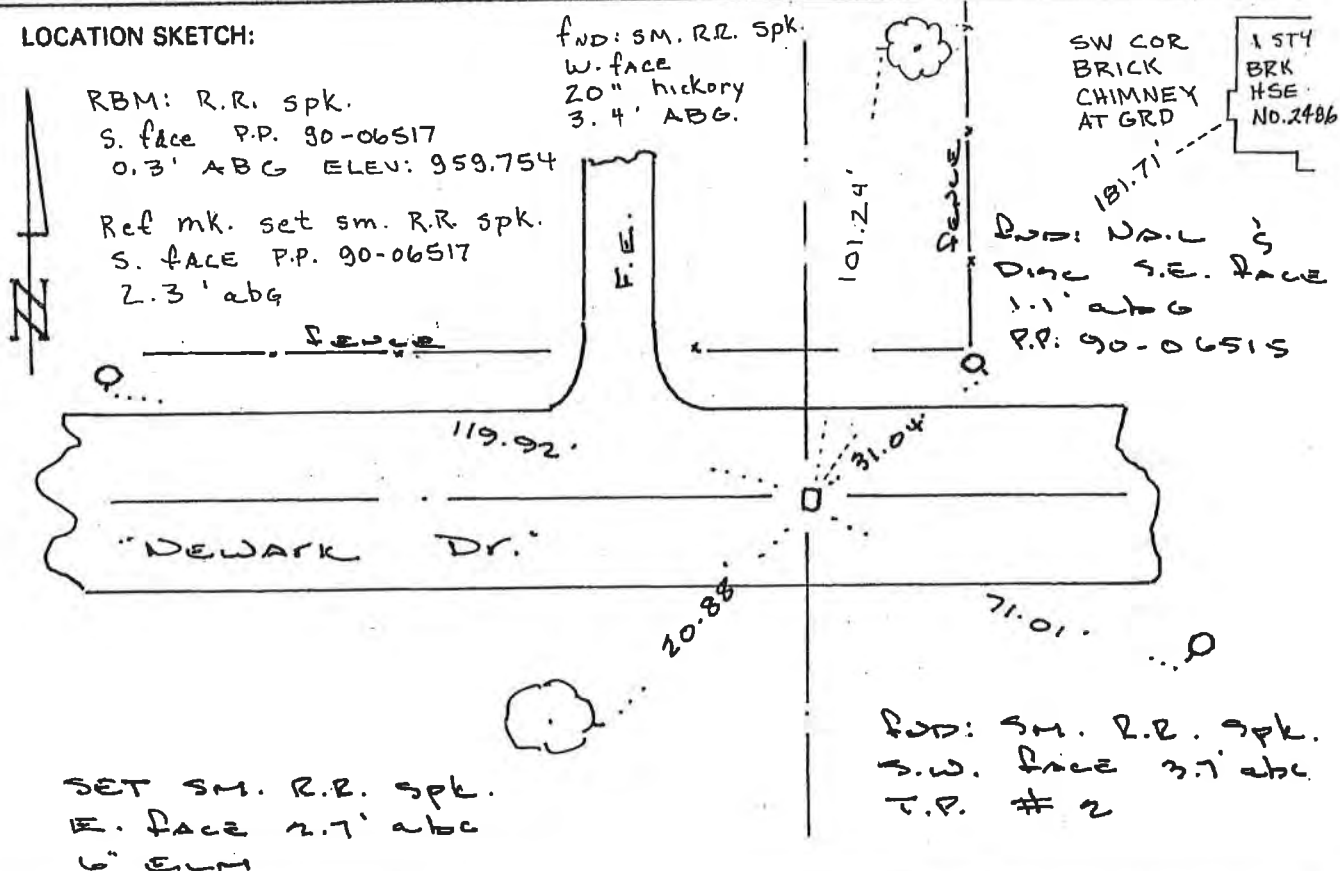 LOCATION SKETCH:
RBM: R.R. spk.
S. face P.P. 90-06517
0.3' ABG ELEV: 959.754
Ref mk. set sm. R.R spk.
S. fACE P.P. 90-06517
2.3' abG
fND: SM. R.R. Spk.
W. fACE
20" hickory
3.4' ABG.
SW COR
BRICK
CHIMNEY
AT GRD
1 STY
BRK
HSE
NO. 2486
181.71'
fND: NAIL &
DISC S.E. fACE
1.1' abG
P.P. 90-06515
F.E.
101.24'
fENCE
fENCE
N
119.92'
31.04'
"NEWARK Dr."
20.88'
71.01'
SET SM. R.R. spk.
E. fACE 2.7' abG
6" ELM
fND: SM. R.R. spk.
S.W. fACE 3.7' abG
T.P. # 2